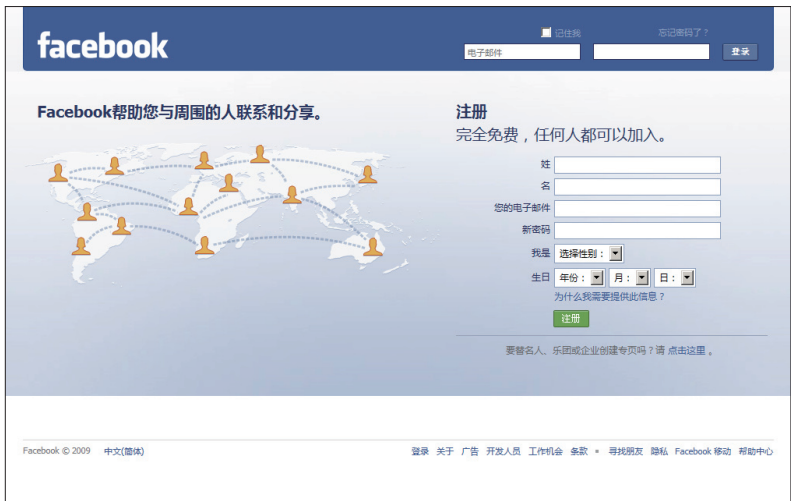 facebook
记住我 忘记密码了？
电子邮件 登录
Facebook帮助您与周围的人联系和分享。
注册
完全免费，任何人都可以加入。
姓
名
您的电子邮件
新密码
我是 选择性别：
生日 年份： 月： 日：
为什么我需要提供此信息？
注册
要替名人、乐团或企业创建专页吗？请 点击这里 。
Facebook © 2009 中文(简体) 登录 关于 广告 开发人员 工作机会 条款 ▪ 寻找朋友 隐私 Facebook 移动 帮助中心